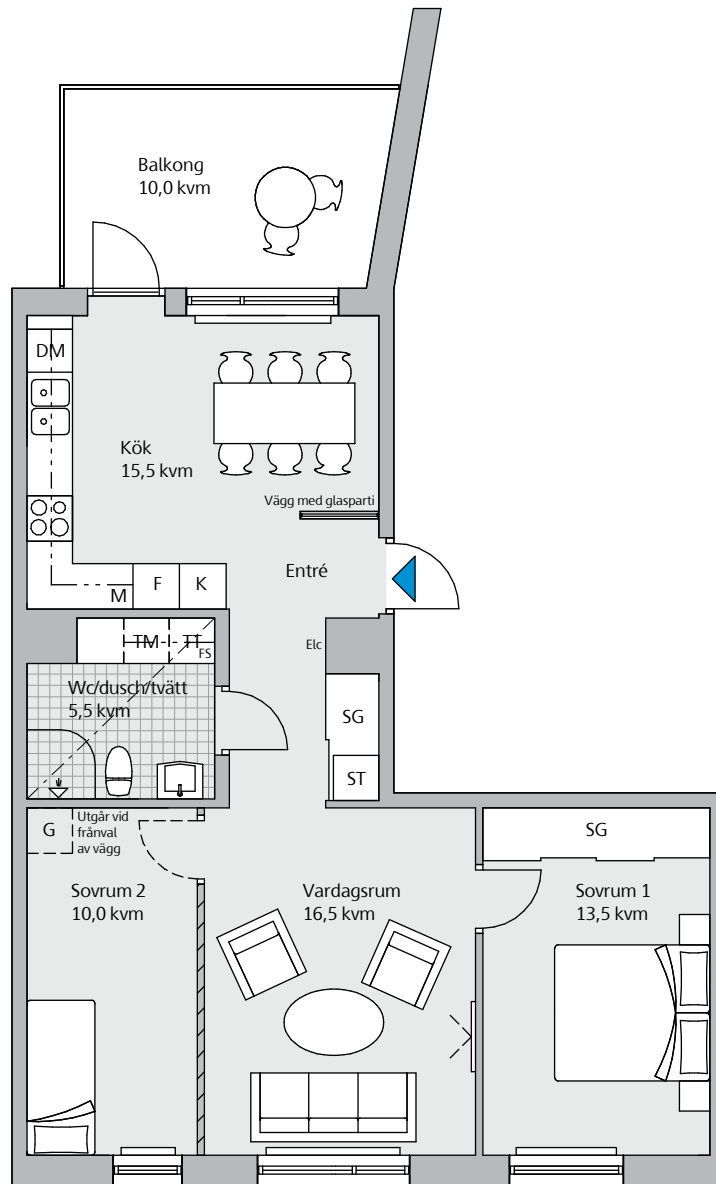 Balkong
10,0 kvm
DM
Kök
15,5 kvm
Vägg med glasparti
M
F
K
Entré
Elc
TM
TT
FS
Wc/dusch/tvätt
5,5 kvm
SG
ST
G
Utgår vid
frånval
av vägg
SG
Sovrum 2
10,0 kvm
Vardagsrum
16,5 kvm
Sovrum 1
13,5 kvm